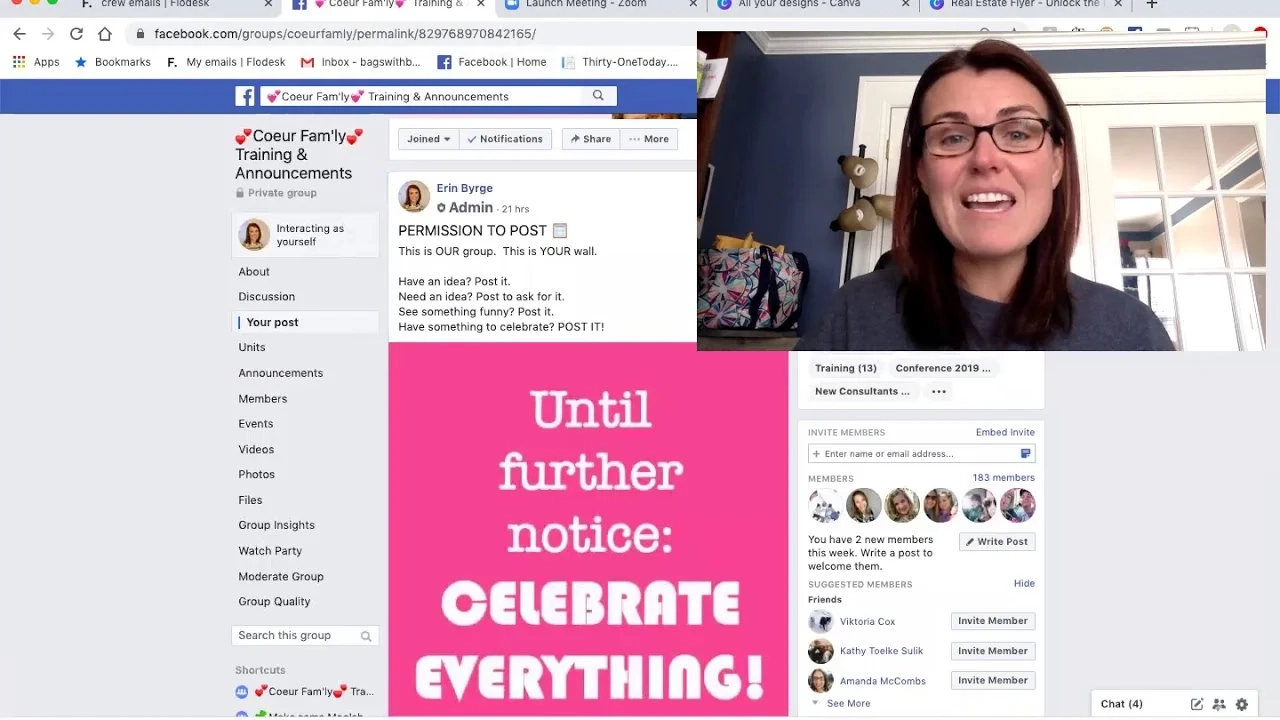 crew emails | Flodesk
💕Coeur Fam'ly💕 Training &
Launch Meeting - Zoom
All your designs - Canva
Real Estate Flyer - Unlock the
facebook.com/groups/coeurfamly/permalink/829768970842165/
Apps
Bookmarks
F. My emails | Flodesk
Inbox - bagswithb...
Facebook | Home
Thirty-OneToday....
💕Coeur Fam'ly💕 Training & Announcements
💕Coeur Fam'ly💕
Training &
Announcements
Private group
Interacting as
yourself
About
Discussion
Your post
Units
Announcements
Members
Events
Videos
Photos
Files
Group Insights
Watch Party
Moderate Group
Group Quality
Search this group
Shortcuts
💕Coeur Fam'ly💕 Tra...
Joined
Notifications
Share
More
Erin Byrge
Admin · 21 hrs
PERMISSION TO POST
This is OUR group. This is YOUR wall.
Have an idea? Post it.
Need an idea? Post to ask for it.
See something funny? Post it.
Have something to celebrate? POST IT!
Until
further
notice:
CELEBRATE
EVERYTHING!
Training (13)
Conference 2019 ...
New Consultants ...
INVITE MEMBERS
Embed Invite
+ Enter name or email address...
MEMBERS
183 members
You have 2 new members
this week. Write a post to
welcome them.
Write Post
SUGGESTED MEMBERS
Hide
Friends
Viktoria Cox
Invite Member
Kathy Toelke Sulik
Invite Member
Amanda McCombs
Invite Member
See More
Chat (4)